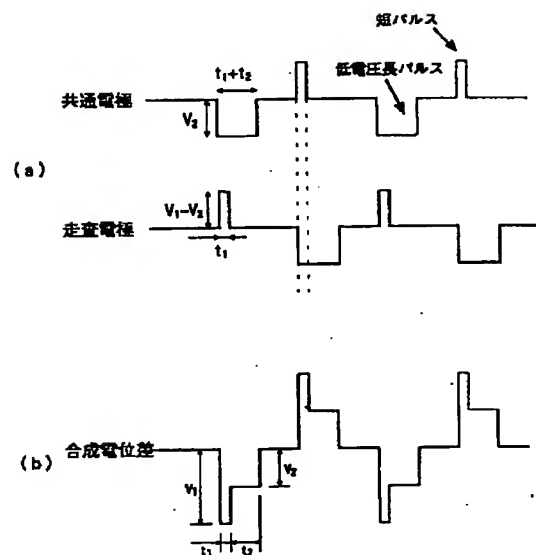 短パルス
t₁+t₂
低電圧長パルス
共通電極
V₂
(a)
V₁−V₂
走査電極
t₁
合成電位差
(b)
V₁
V₂
t₁
t₂